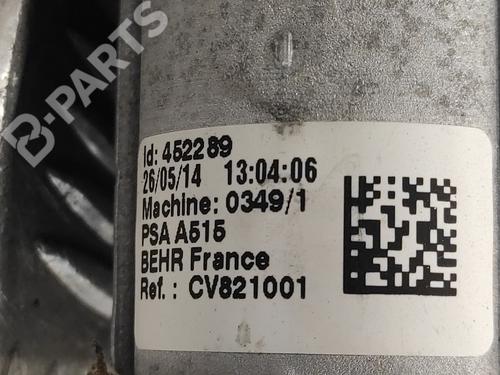 B-PARTS
Id: 452289
26/05/14 13:04:06
Machine: 0349/1
PSA A515
BEHR France
Ref. : CV821001